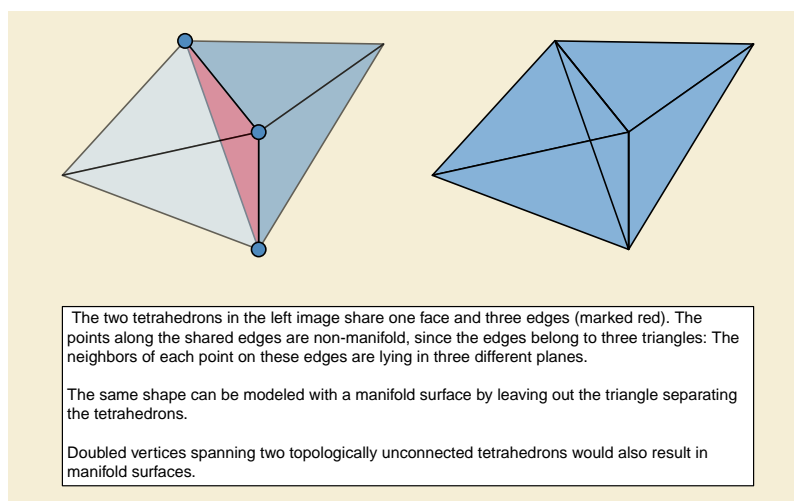 The two tetrahedrons in the left image share one face and three edges (marked red). The
points along the shared edges are non-manifold, since the edges belong to three triangles: The
neighbors of each point on these edges are lying in three different planes.
The same shape can be modeled with a manifold surface by leaving out the triangle separating
the tetrahedrons.
Doubled vertices spanning two topologically unconnected tetrahedrons would also result in
manifold surfaces.